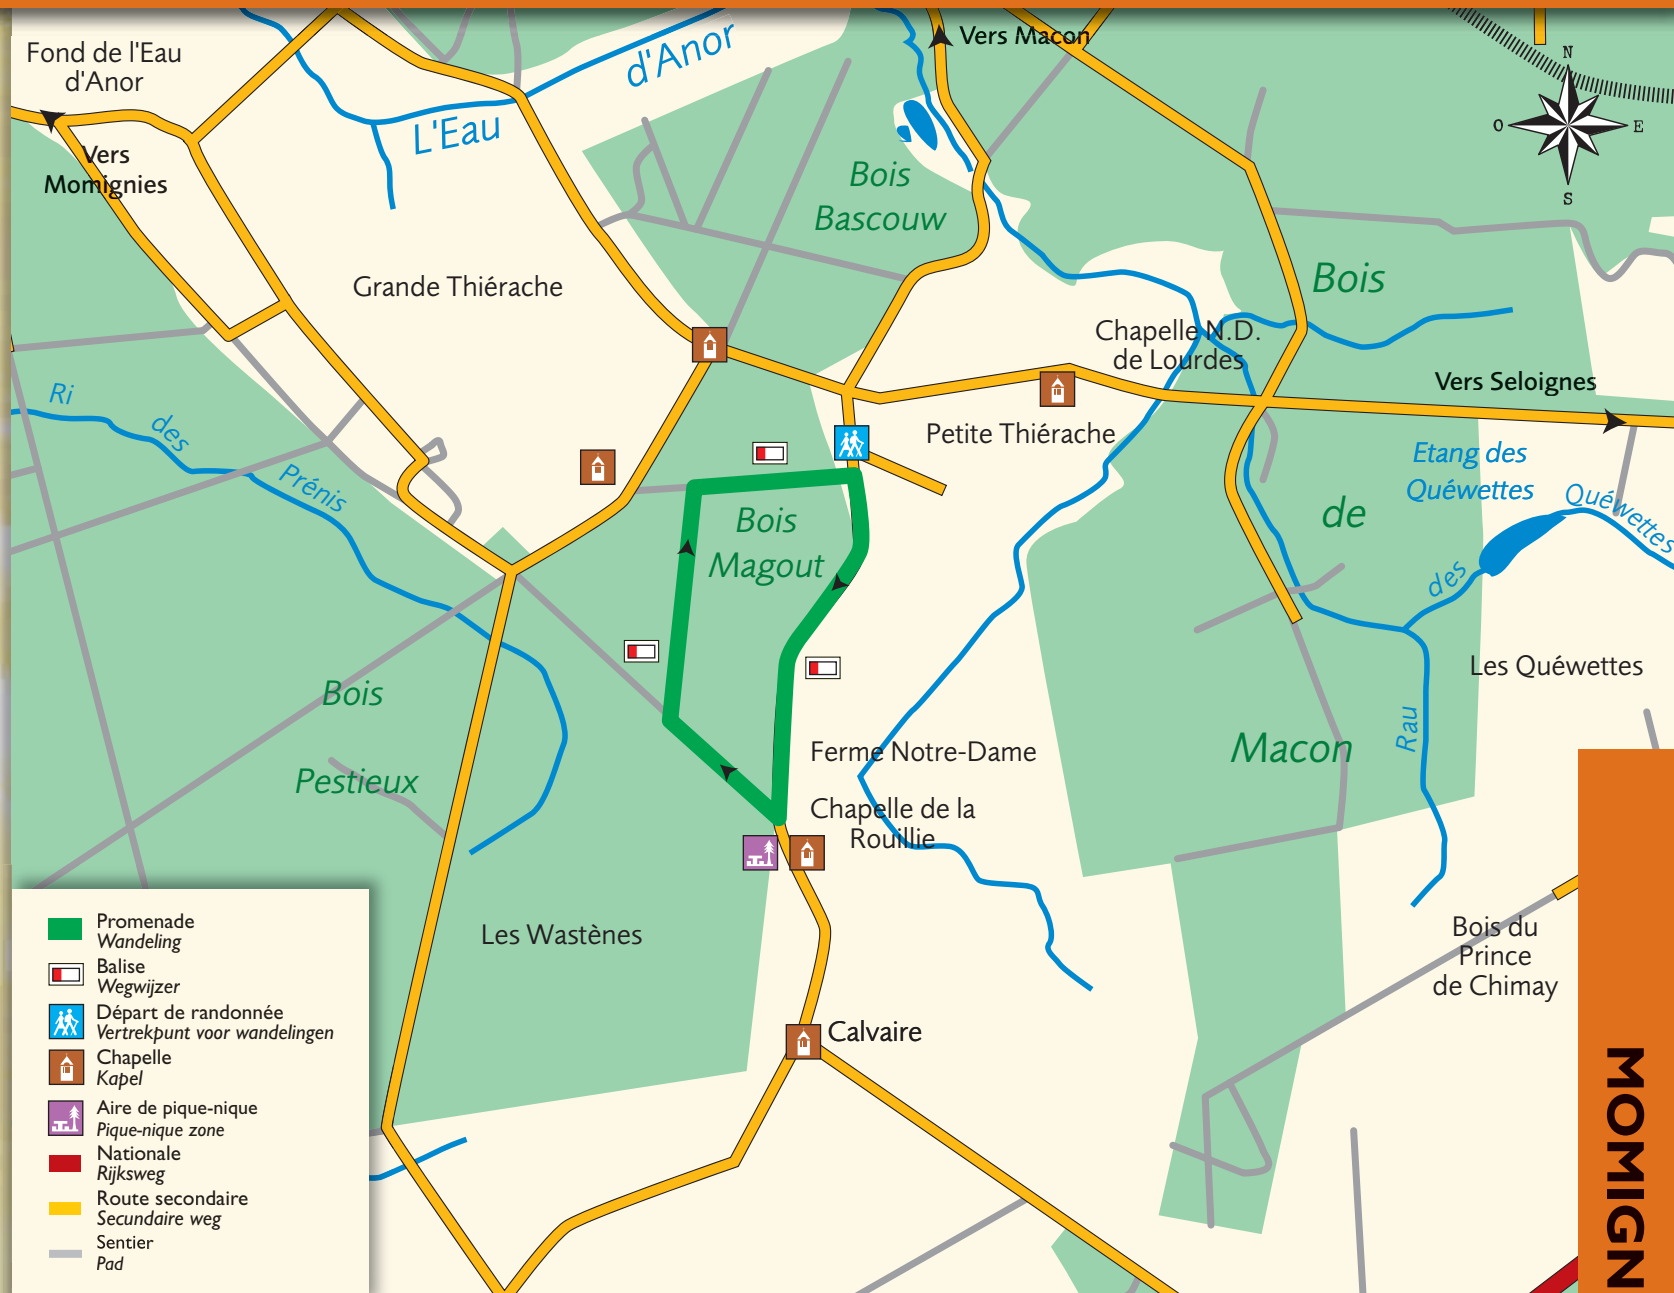 Fond de l'Eau
d'Anor
Vers
Momignies
L'Eau
d'Anor
Vers Macon
N
O
E
S
Bois
Bascouw
Grande Thiérache
Bois
Chapelle N.D.
de Lourdes
Vers Seloignes
Ri
des
Prénis
Petite Thiérache
Etang des
Quéwettes
Quéwettes
des
Rau
Bois
Magout
de
Les Quéwettes
Bois
Pestieux
Macon
Ferme Notre-Dame
Chapelle de la
Rouillie
Les Wastènes
Bois du
Prince
de Chimay
Calvaire
Promenade
Wandeling
Balise
Wegwijzer
Départ de randonnée
Vertrekpunt voor wandelingen
Chapelle
Kapel
Aire de pique-nique
Pique-nique zone
Nationale
Rijksweg
Route secondaire
Secundaire weg
Sentier
Pad
MOMIGN